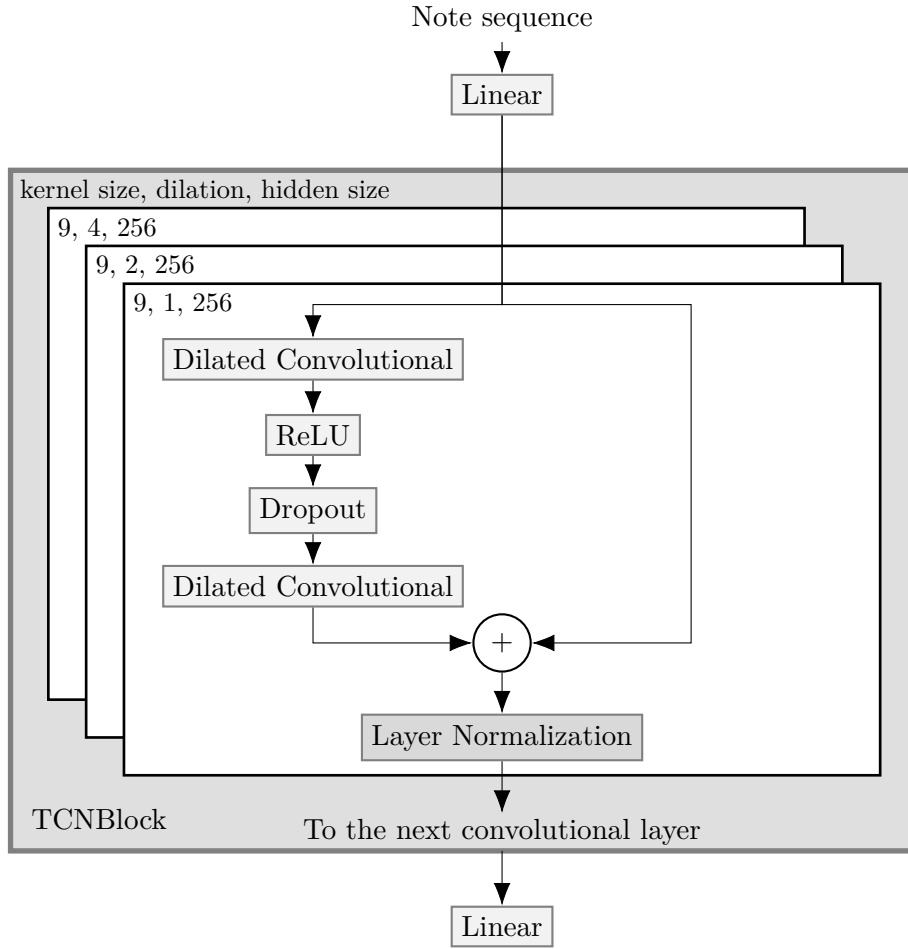 Note sequence
Linear
kernel size, dilation, hidden size
9, 4, 256
9, 2, 256
9, 1, 256
Dilated Convolutional
ReLU
Dropout
Dilated Convolutional
+
Layer Normalization
TCNBlock
To the next convolutional layer
Linear